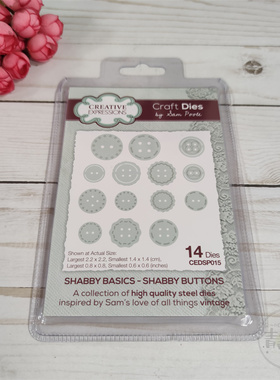 CREATIVE
EXPRESSIONS
Craft Dies
by Sam Poole
Shown at Actual Size:
Largest 2.2 x 2.2, Smallest 1.4 x 1.4 (cm),
Largest 0.8 x 0.8, Smallest 0.6 x 0.6 (inches)
14 Dies
CEDSP015
SHABBY BASICS - SHABBY BUTTONS
A collection of high quality steel dies
inspired by Sam's love of all things vintage